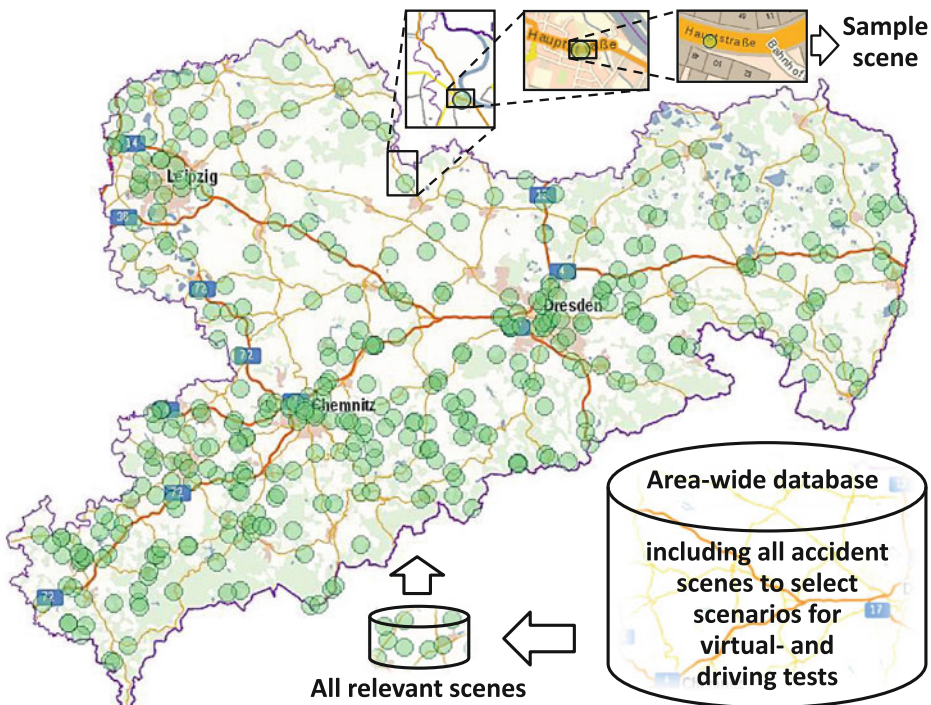 Sample
scene
Hauptstraße
Hauptstraße
Bahnhof
14
Leipzig
38
13
4
72
Dresden
72
Chemnitz
72
72
Area-wide database
including all accident
scenes to select
scenarios for
virtual- and
driving tests
17
All relevant scenes